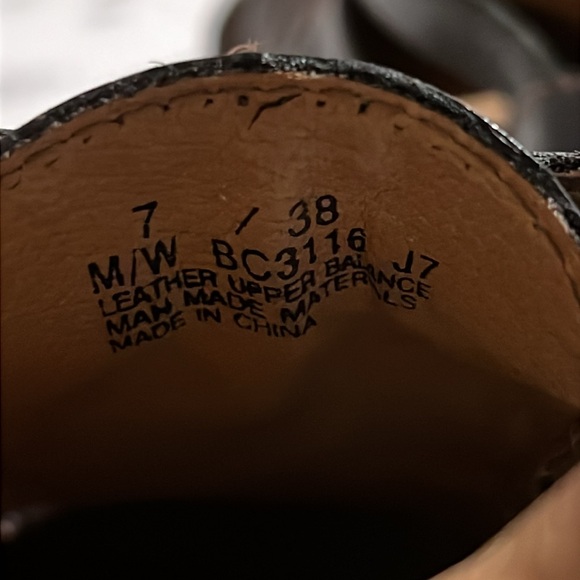 7 / 38
M/W BC3116 J7
LEATHER UPPER BALANCE
MAN MADE MATERIALS
MADE IN CHINA